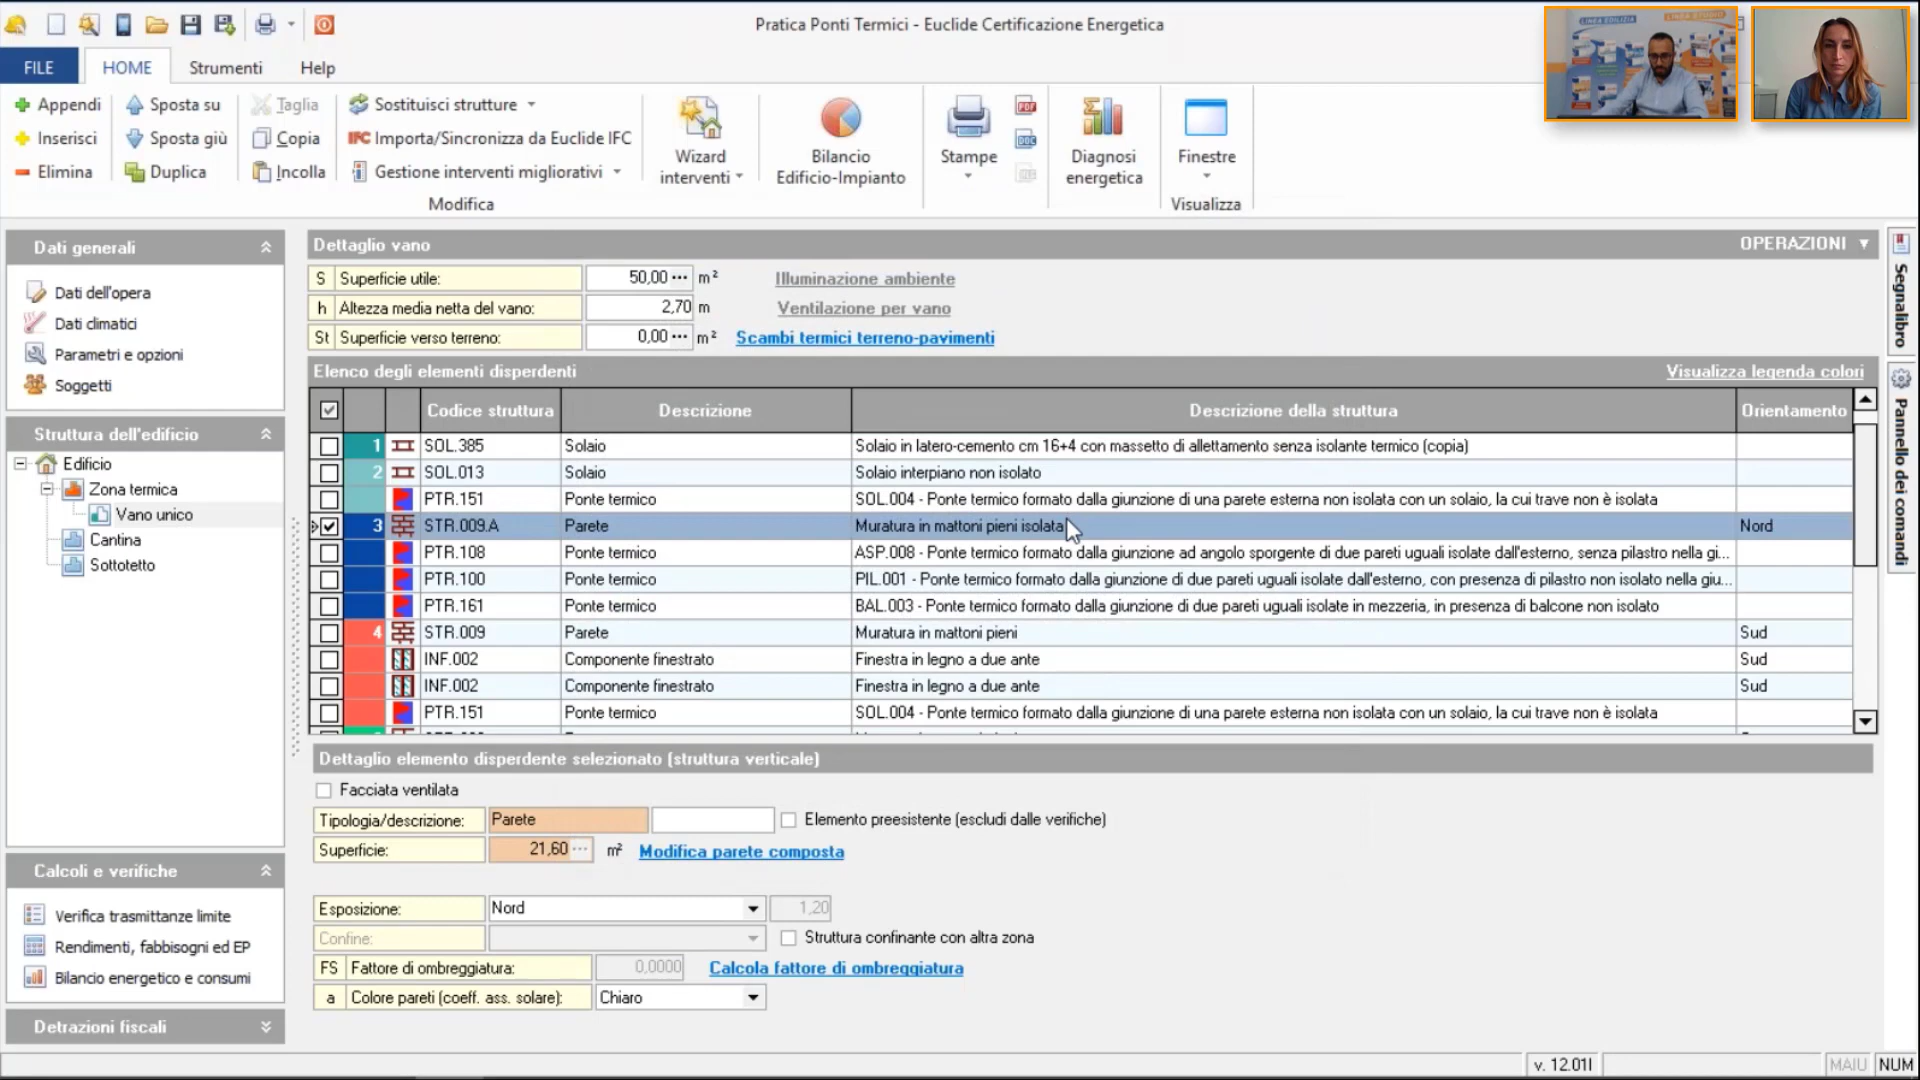 Pratica Ponti Termici - Euclide Certificazione Energetica
LINEA EDILIZIA
LINEA STUDIO
FILE
HOME
Strumenti
Help
Appendi
Inserisci
Elimina
Sposta su
Sposta giù
Duplica
Taglia
Copia
Incolla
Sostituisci strutture
IFC Importa/Sincronizza da Euclide IFC
Gestione interventi migliorativi
Modifica
Wizard
interventi
Bilancio
Edificio-Impianto
Stampe
PDF
DOC
Diagnosi
energetica
Finestre
Visualizza
Dati generali
Dati dell'opera
Dati climatici
Parametri e opzioni
Soggetti
Struttura dell'edificio
Edificio
Zona termica
Vano unico
Cantina
Sottotetto
Calcoli e verifiche
Verifica trasmittanze limite
Rendimenti, fabbisogni ed EP
Bilancio energetico e consumi
Detrazioni fiscali
Dettaglio vano
OPERAZIONI
S Superficie utile: 50,00 ... m² Illuminazione ambiente
h Altezza media netta del vano: 2,70 m Ventilazione per vano
St Superficie verso terreno: 0,00 ... m² Scambi termici terreno-pavimenti
Elenco degli elementi disperdenti
Visualizza legenda colori
Codice struttura Descrizione Descrizione della struttura Orientamento
1 SOL.385 Solaio Solaio in latero-cemento cm 16+4 con massetto di allettamento senza isolante termico (copia)
2 SOL.013 Solaio Solaio interpiano non isolato
PTR.151 Ponte termico SOL.004 - Ponte termico formato dalla giunzione di una parete esterna non isolata con un solaio, la cui trave non è isolata
3 STR.009.A Parete Muratura in mattoni pieni isolata Nord
PTR.108 Ponte termico ASP.008 - Ponte termico formato dalla giunzione ad angolo sporgente di due pareti uguali isolate dall'esterno, senza pilastro nella gi...
PTR.100 Ponte termico PIL.001 - Ponte termico formato dalla giunzione di due pareti uguali isolate dall'esterno, con presenza di pilastro non isolato nella giu...
PTR.161 Ponte termico BAL.003 - Ponte termico formato dalla giunzione di due pareti uguali isolate in mezzeria, in presenza di balcone non isolato
4 STR.009 Parete Muratura in mattoni pieni Sud
INF.002 Componente finestrato Finestra in legno a due ante Sud
INF.002 Componente finestrato Finestra in legno a due ante Sud
PTR.151 Ponte termico SOL.004 - Ponte termico formato dalla giunzione di una parete esterna non isolata con un solaio, la cui trave non è isolata
Dettaglio elemento disperdente selezionato (struttura verticale)
Facciata ventilata
Tipologia/descrizione: Parete Elemento preesistente (escludi dalle verifiche)
Superficie: 21,60 ... m² Modifica parete composta
Esposizione: Nord 1,20
Confine: Struttura confinante con altra zona
FS Fattore di ombreggiatura: 0,0000 Calcola fattore di ombreggiatura
a Colore pareti (coeff. ass. solare): Chiaro
Segnalibro
Pannello dei comandi
v. 12.01I
MAIU
NUM